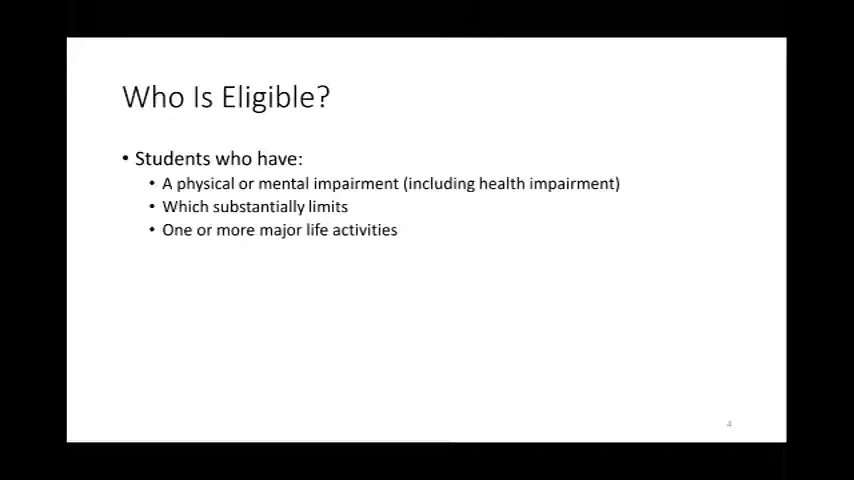 Who Is Eligible?
• Students who have:
• A physical or mental impairment (including health impairment)
• Which substantially limits
• One or more major life activities
4